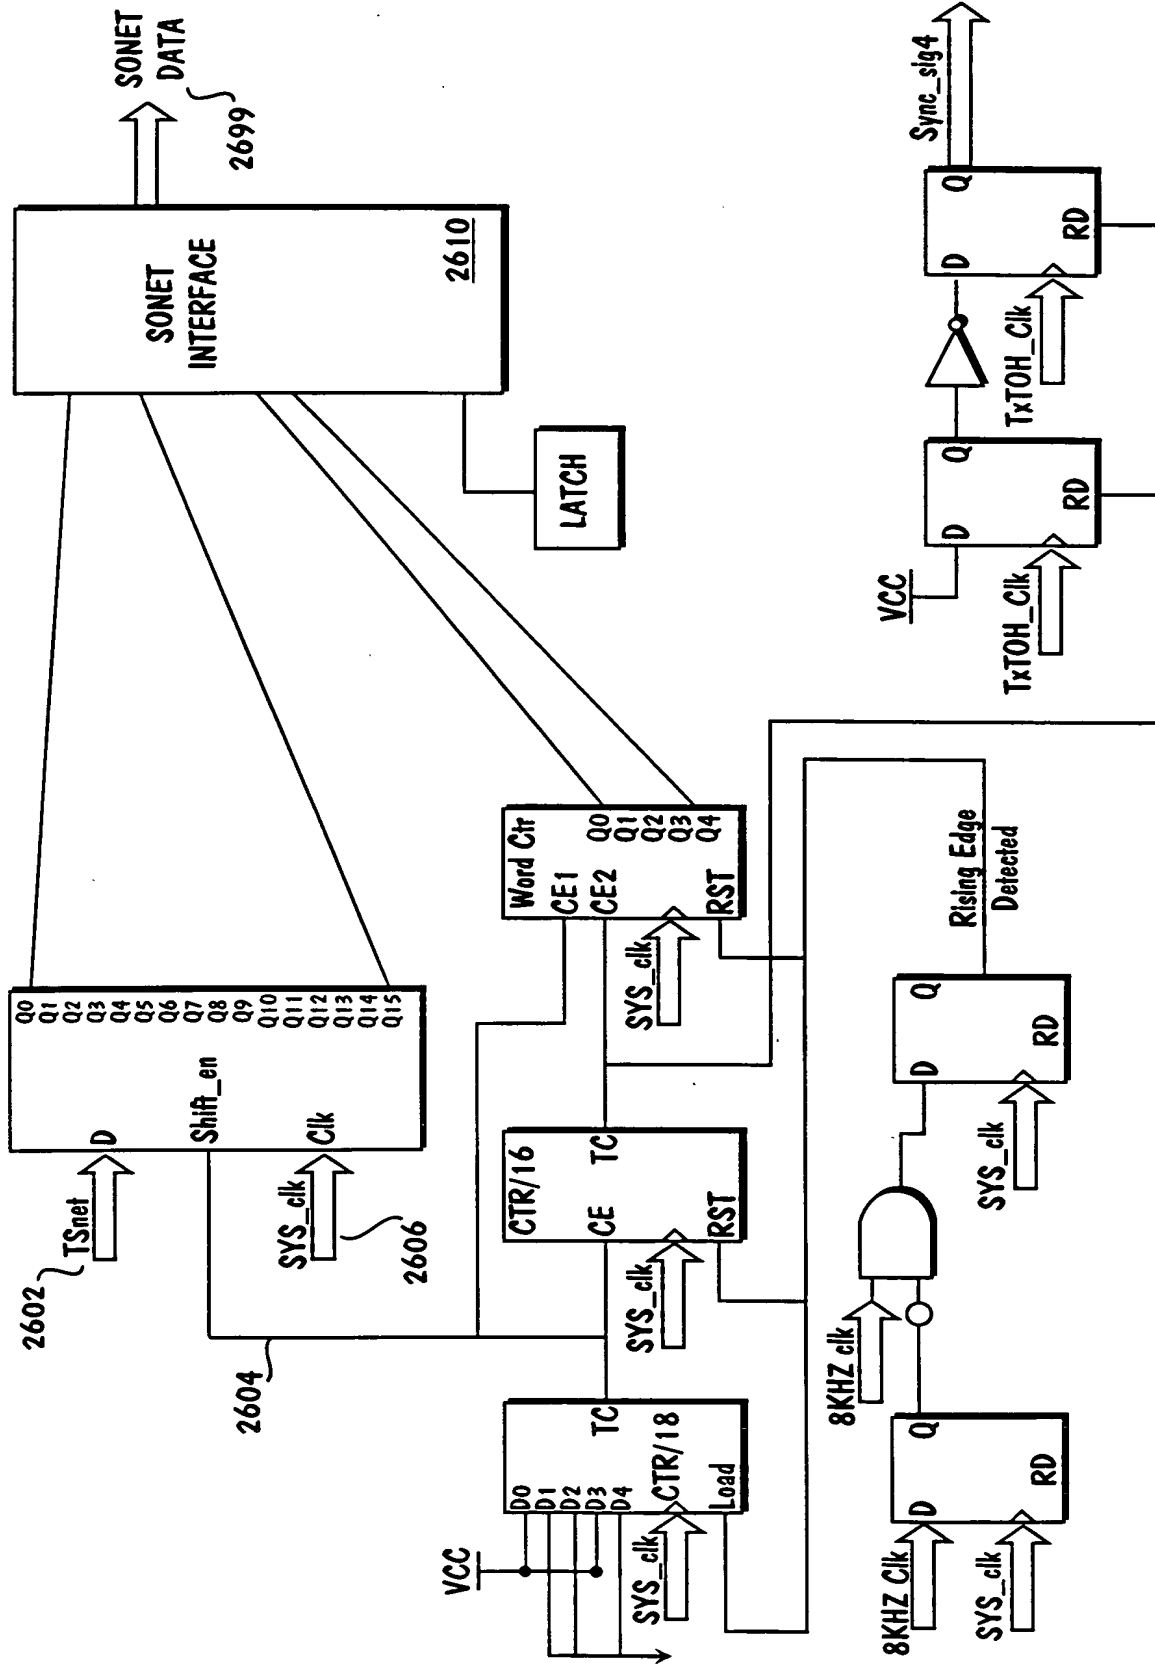 SONET
DATA
2699
SONET
INTERFACE
2610
LATCH
Q0
Q1
Q2
Q3
Q4
Q5
Q6
Q7
Q8
Q9
Q10
Q11
Q12
Q13
Q14
Q15
D
Shift_en
Clk
TSnet
2602
SYS_clk
2606
2604
Word Ctr
CE1
CE2
Q0
Q1
Q2
Q3
Q4
RST
SYS_clk
CTR/16
CE
TC
RST
SYS_clk
VCC
D0
D1
D2
D3
D4
TC
CTR/18
Load
SYS_clk
Sync_sig4
D
Q
RD
TxTOH_Clk
VCC
D
Q
RD
TxTOH_Clk
Rising Edge
Detected
D
Q
RD
SYS_clk
8KHZ clk
D
Q
RD
8KHZ Clk
SYS_clk